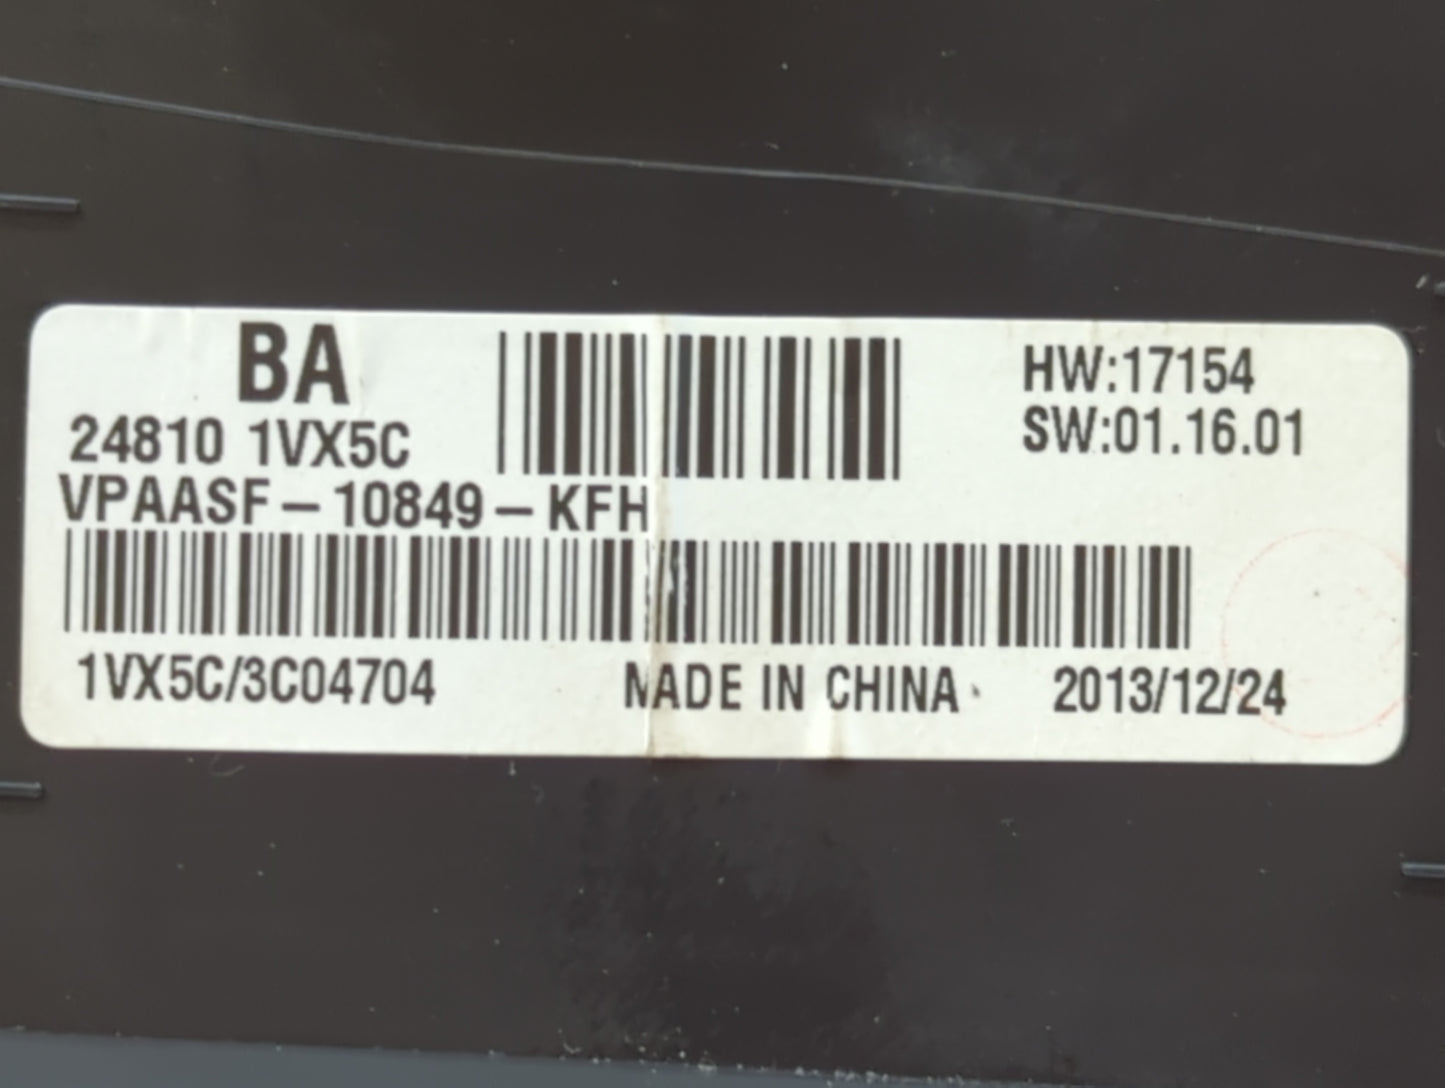 BA
24810 1VX5C
VPAASF-10849-KFH
HW:17154
SW:01.16.01
1VX5C/3C04704 MADE IN CHINA 2013/12/24